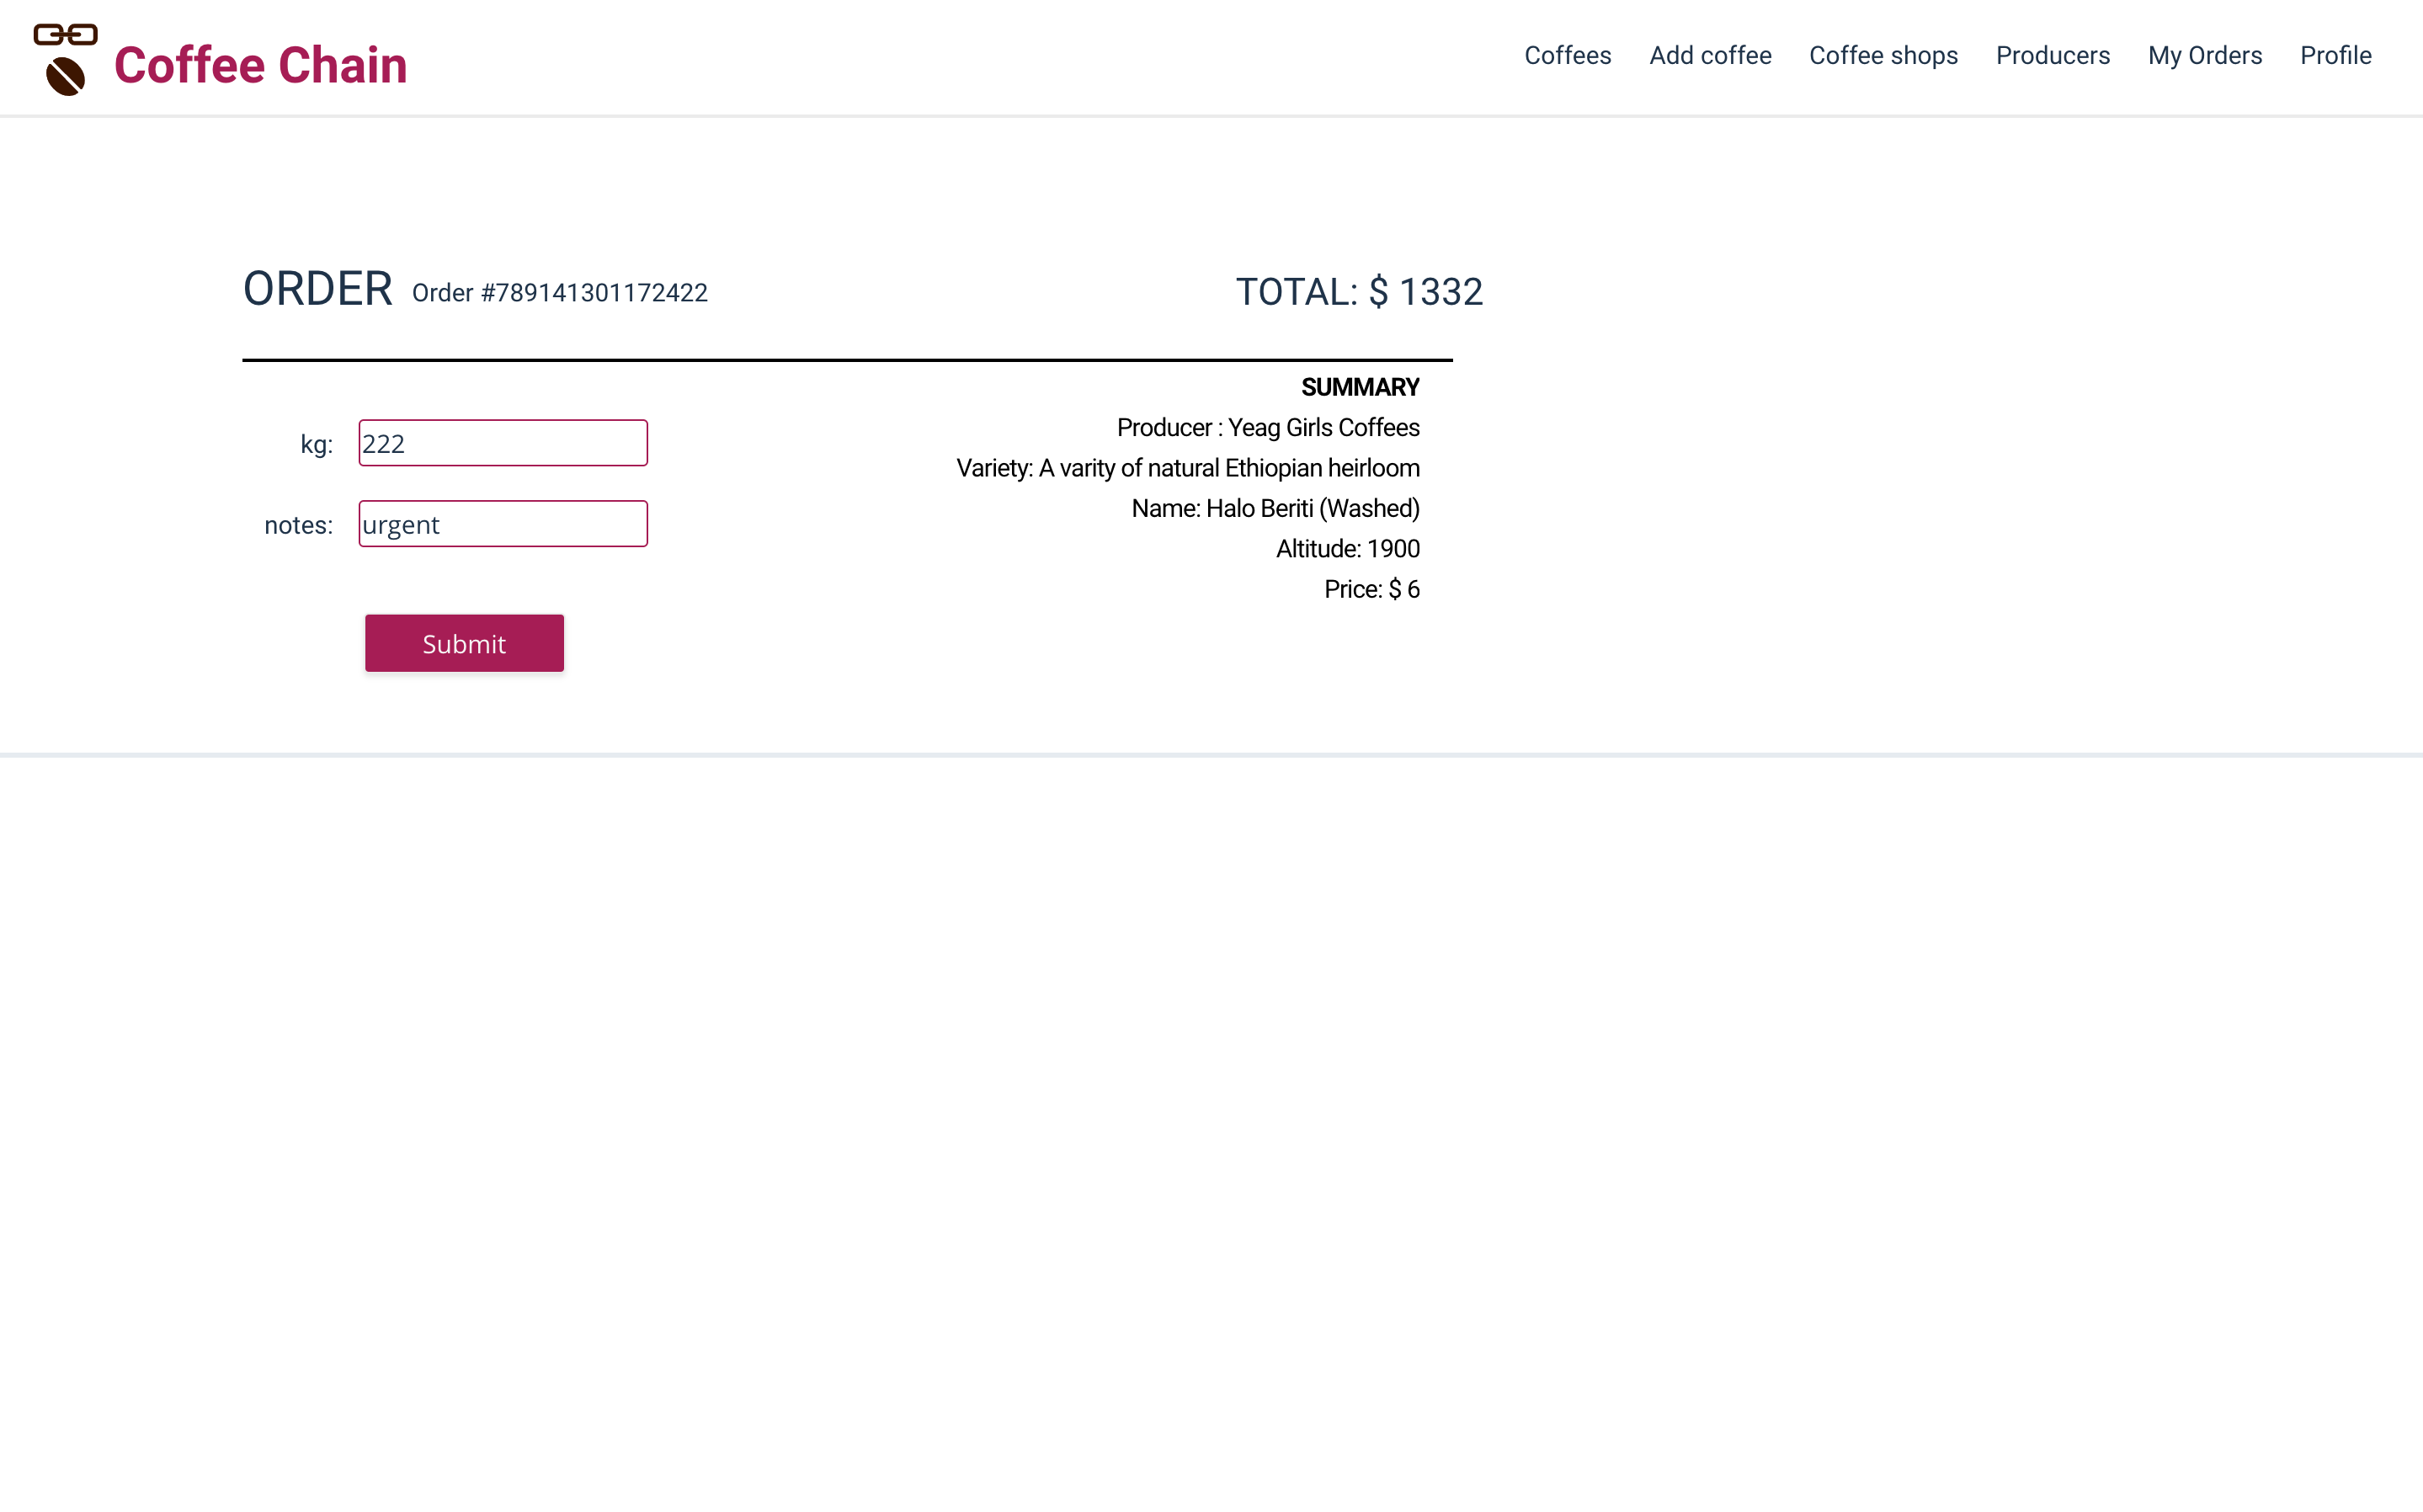 Coffee Chain
Coffees Add coffee Coffee shops Producers My Orders Profile
ORDER Order #789141301172422 TOTAL: $ 1332
SUMMARY
Producer : Yeag Girls Coffees
kg: 222
Variety: A varity of natural Ethiopian heirloom
Name: Halo Beriti (Washed)
notes: urgent
Altitude: 1900
Price: $ 6
Submit